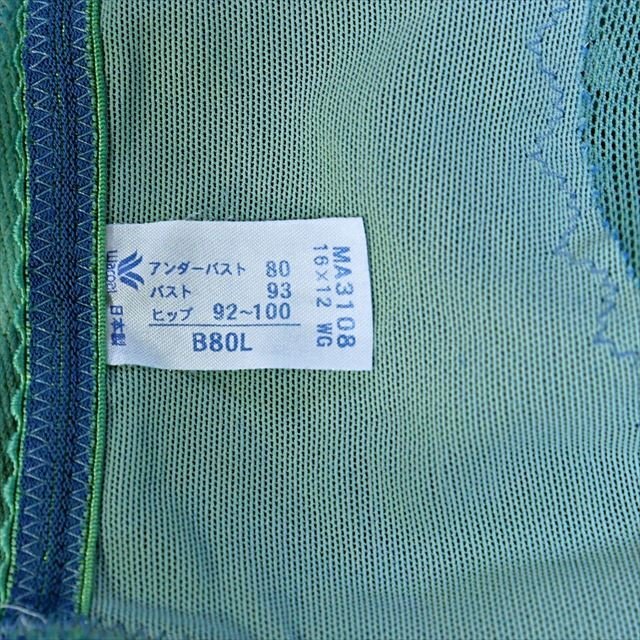 アンダーバスト 80
バスト 93
ヒップ 92~100
B80L
MA3108
16×12 WG
Wacoal
日本製